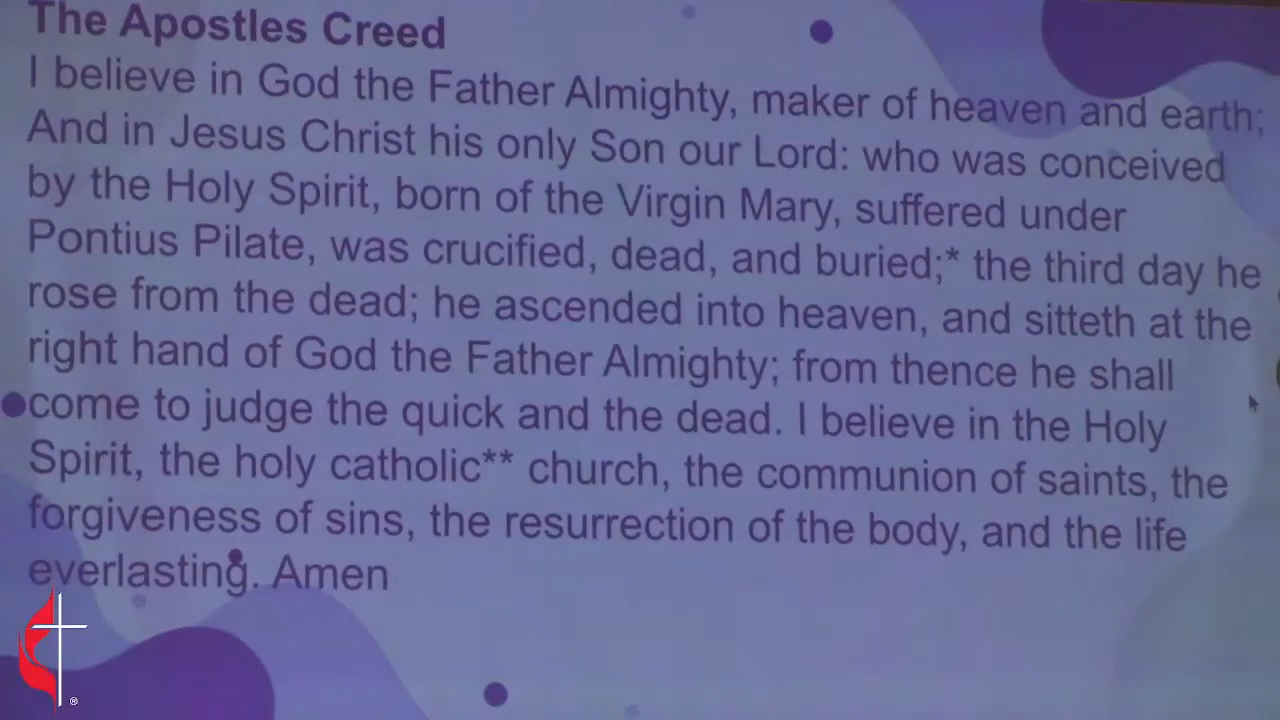 The Apostles Creed
I believe in God the Father Almighty, maker of heaven and earth;
And in Jesus Christ his only Son our Lord: who was conceived
by the Holy Spirit, born of the Virgin Mary, suffered under
Pontius Pilate, was crucified, dead, and buried;* the third day he
rose from the dead; he ascended into heaven, and sitteth at the
right hand of God the Father Almighty; from thence he shall
come to judge the quick and the dead. I believe in the Holy
Spirit, the holy catholic** church, the communion of saints, the
forgiveness of sins, the resurrection of the body, and the life
everlasting. Amen
®